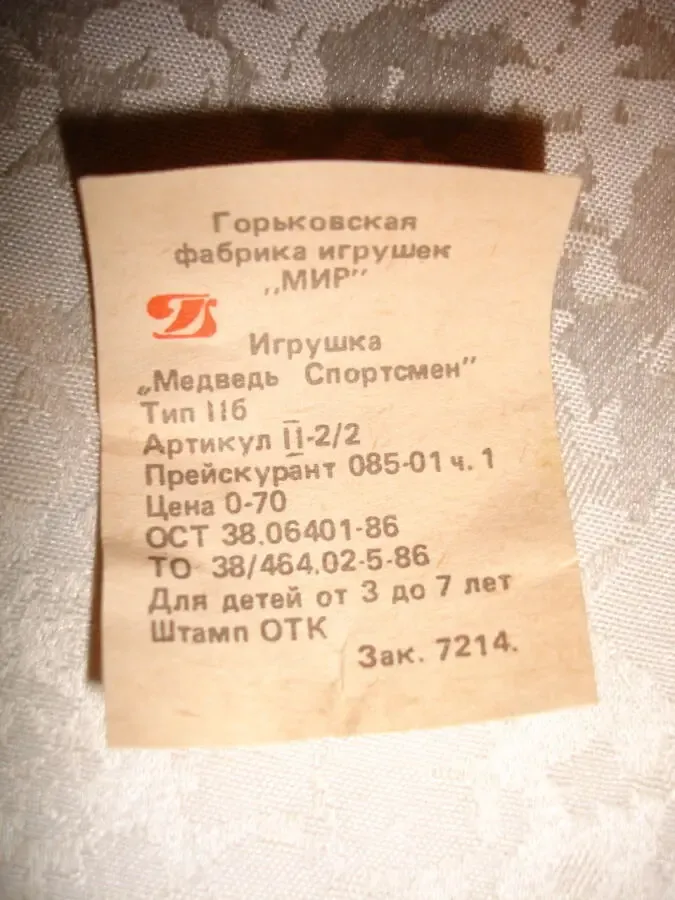 Горьковская
фабрика игрушек
„МИР"
Игрушка
„Медведь Спортсмен"
Тип IIб
Артикул II-2/2
Прейскурант 085-01 ч. 1
Цена 0-70
ОСТ 38.06401-86
ТО 38/464.02-5-86
Для детей от 3 до 7 лет
Штамп ОТК
Зак. 7214.